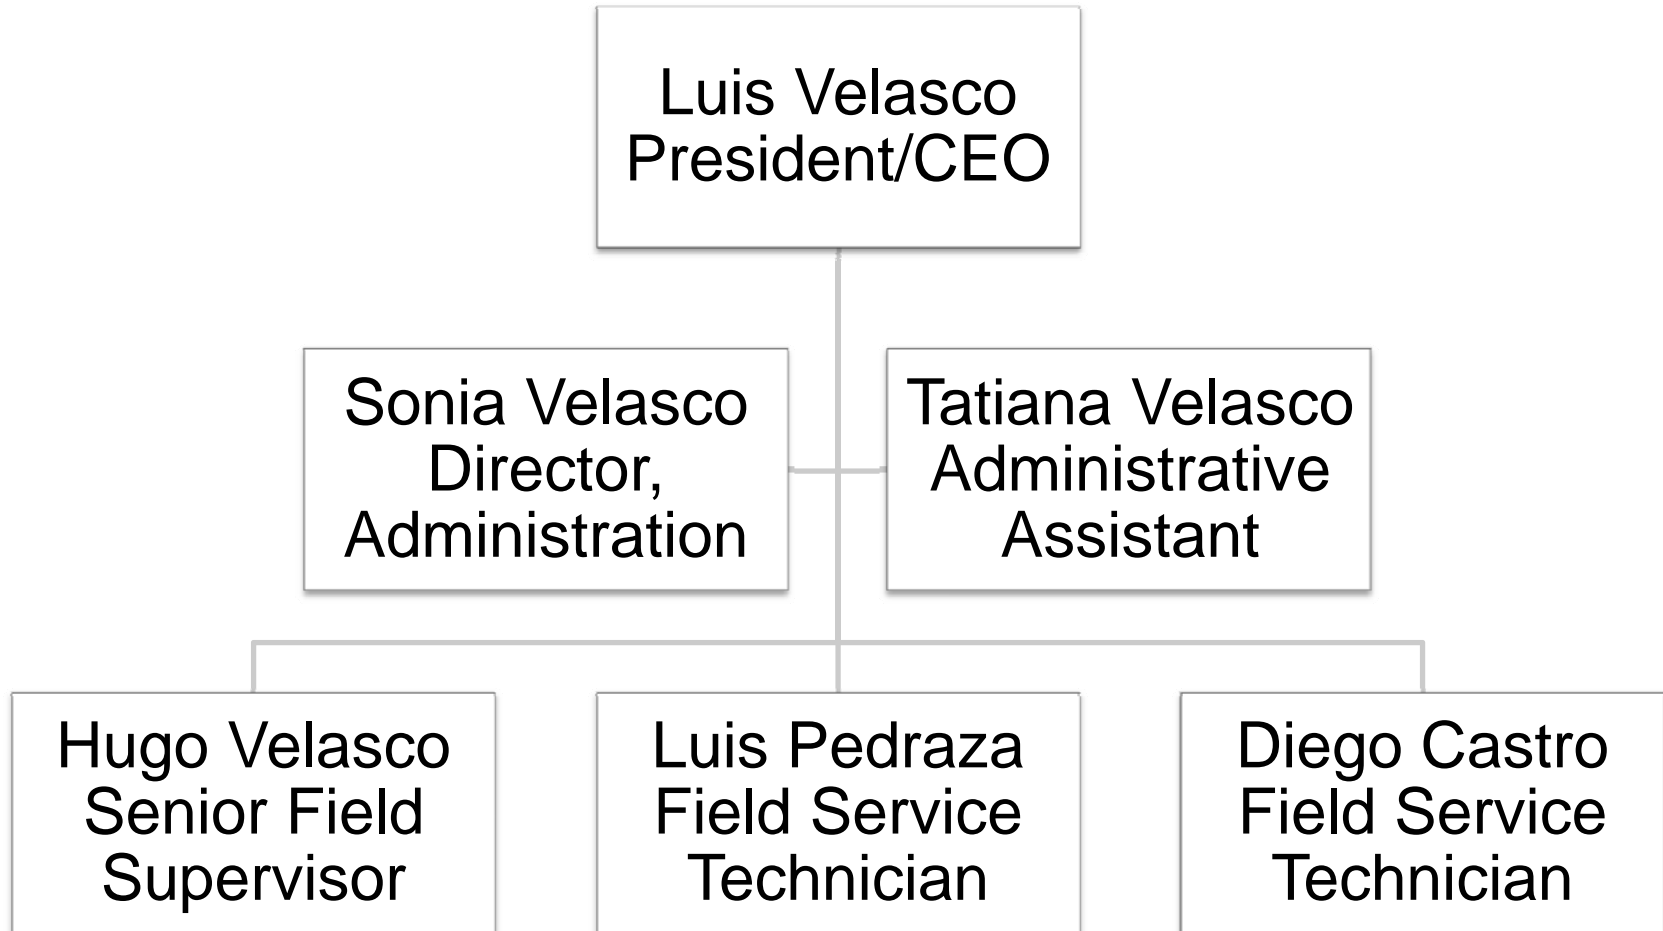 Luis Velasco
President/CEO
Sonia Velasco
Director,
Administration
Tatiana Velasco
Administrative
Assistant
Hugo Velasco
Senior Field
Supervisor
Luis Pedraza
Field Service
Technician
Diego Castro
Field Service
Technician